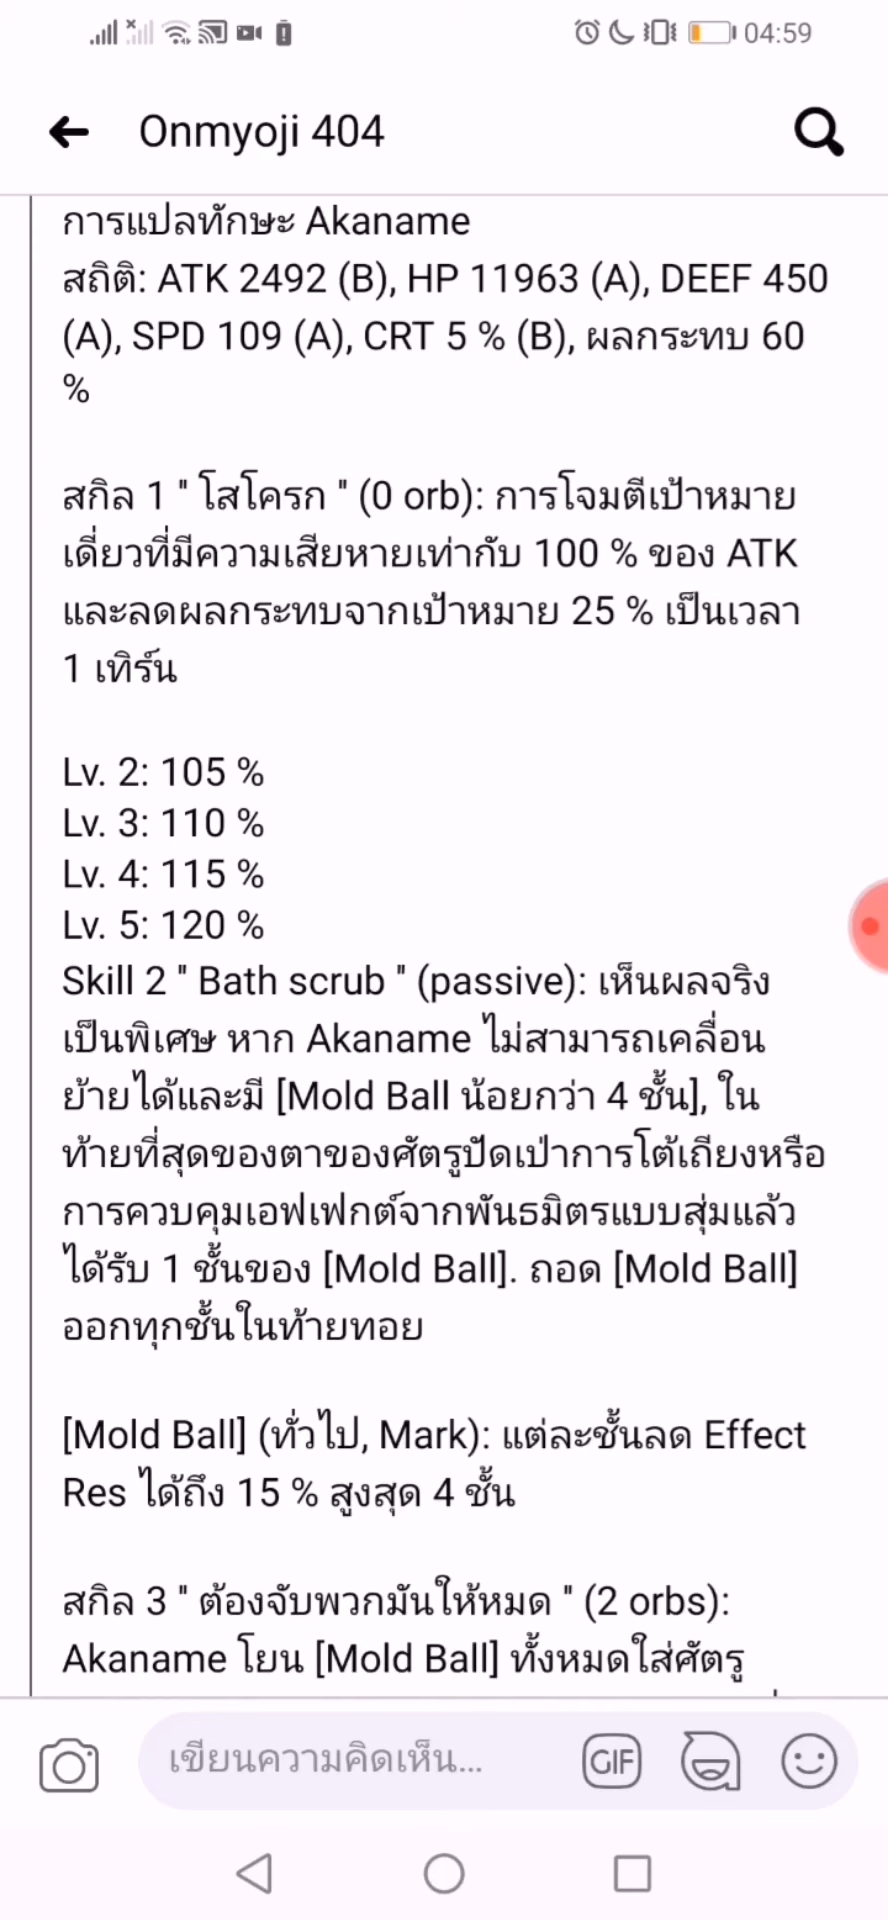 04:59
Onmyoji 404
การแปลทักษะ Akaname
สถิติ: ATK 2492 (B), HP 11963 (A), DEEF 450
(A), SPD 109 (A), CRT 5 % (B), ผลกระทบ 60
%
สกิล 1 " โสโครก " (0 orb): การโจมตีเป้าหมาย
เดี่ยวที่มีความเสียหายเท่ากับ 100 % ของ ATK
และลดผลกระทบจากเป้าหมาย 25 % เป็นเวลา
1 เทิร์น
Lv. 2: 105 %
Lv. 3: 110 %
Lv. 4: 115 %
Lv. 5: 120 %
Skill 2 " Bath scrub " (passive): เห็นผลจริง
เป็นพิเศษ หาก Akaname ไม่สามารถเคลื่อน
ย้ายได้และมี [Mold Ball น้อยกว่า 4 ชั้น], ใน
ท้ายที่สุดของตาของศัตรูปัดเป่าการโต้เถียงหรือ
การควบคุมเอฟเฟกต์จากพันธมิตรแบบสุ่มแล้ว
ได้รับ 1 ชั้นของ [Mold Ball]. ถอด [Mold Ball]
ออกทุกชั้นในท้ายทอย
[Mold Ball] (ทั่วไป, Mark): แต่ละชั้นลด Effect
Res ได้ถึง 15 % สูงสุด 4 ชั้น
สกิล 3 " ต้องจับพวกมันให้หมด " (2 orbs):
Akaname โยน [Mold Ball] ทั้งหมดใส่ศัตรู
เขียนความคิดเห็น...
GIF